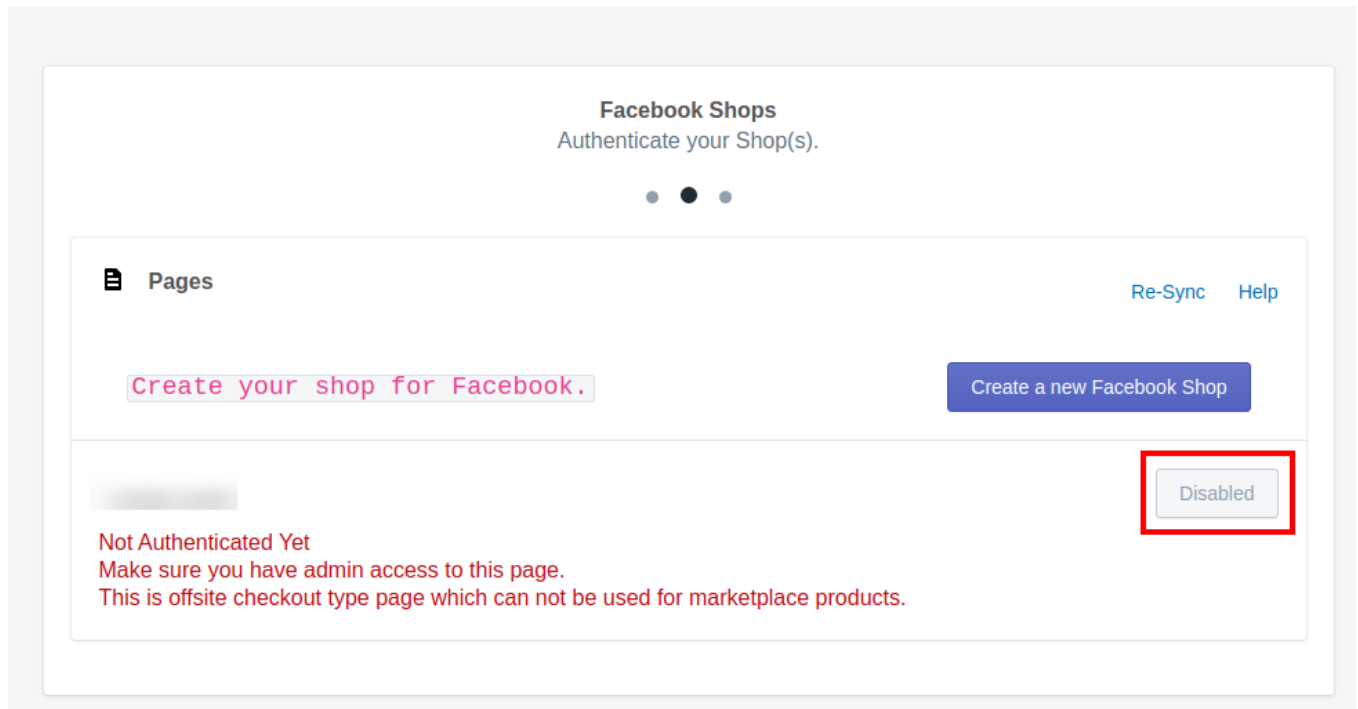 Facebook Shops
Authenticate your Shop(s).
Pages
Re-Sync Help
Create your shop for Facebook.
Create a new Facebook Shop
Disabled
Not Authenticated Yet
Make sure you have admin access to this page.
This is offsite checkout type page which can not be used for marketplace products.